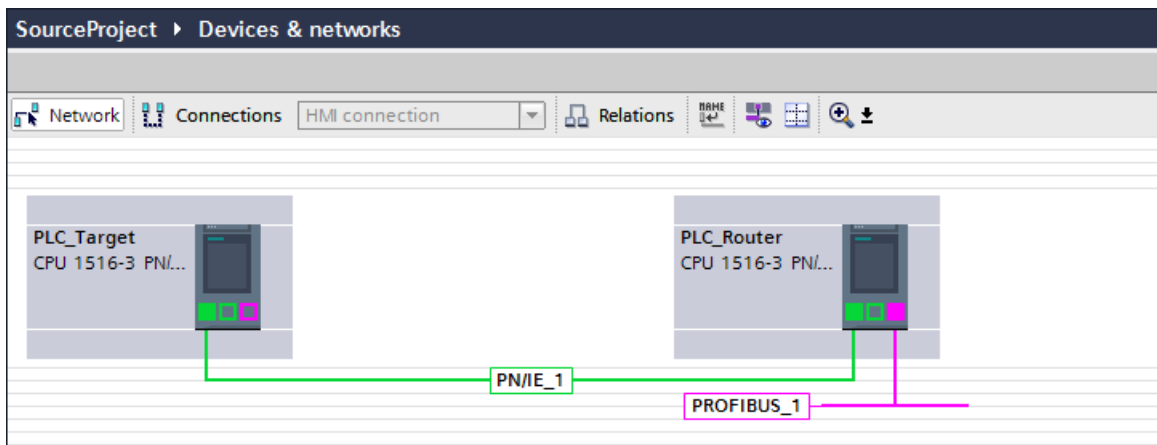 SourceProject ▸ Devices & networks
Network Connections HMI connection Relations NAME
PLC_Target
CPU 1516-3 PN/...
PLC_Router
CPU 1516-3 PN/...
PN/IE_1
PROFIBUS_1